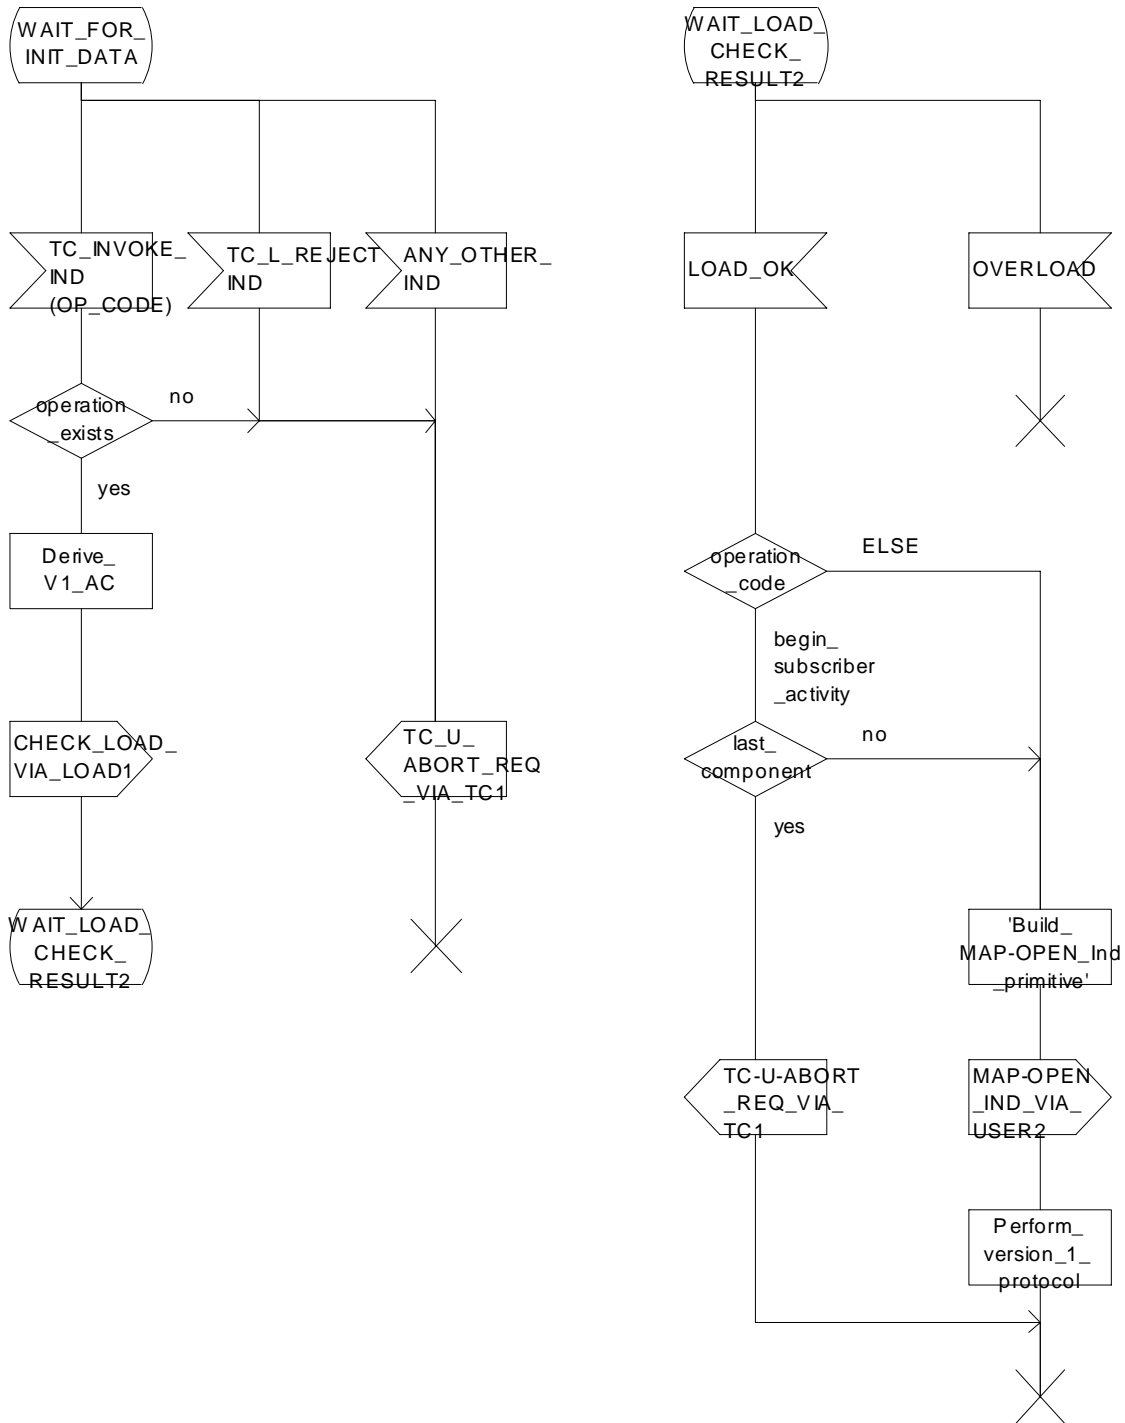 WAIT_FOR_
INIT_DATA
TC_INVOKE_
IND
(OP_CODE)
TC_L_REJECT
IND
ANY_OTHER_
IND
operation
_exists
no
yes
Derive_
V1_AC
CHECK_LOAD_
VIA_LOAD1
TC_U_
ABORT_REQ
_VIA_TC1
WAIT_LOAD_
CHECK_
RESULT2
WAIT_LOAD_
CHECK_
RESULT2
LOAD_OK
OVERLOAD
operation
_code
ELSE
begin_
subscriber
_activity
last_
component
no
yes
'Build_
MAP-OPEN_Ind
_primitive'
TC-U-ABORT
_REQ_VIA_
TC1
MAP-OPEN
_IND_VIA_
USER2
Perform_
version_1_
protocol